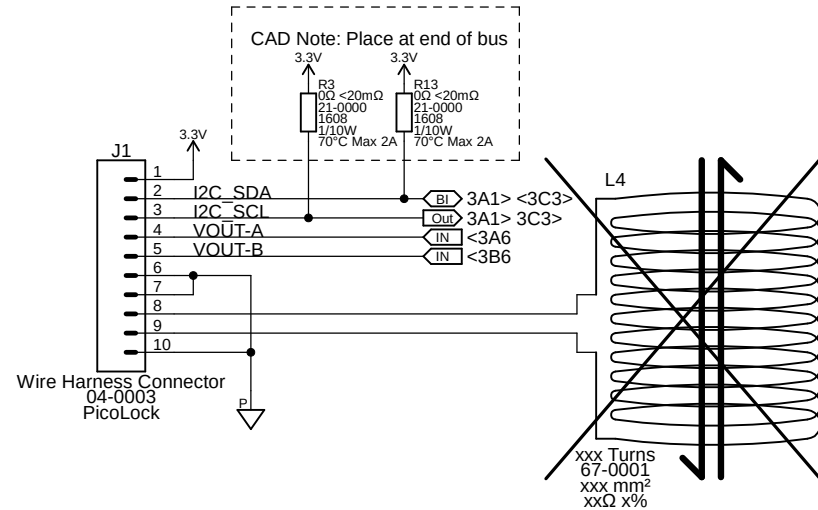 CAD Note: Place at end of bus
3.3V
3.3V
R3
0Ω <20mΩ
21-0000
1608
1/10W
70°C Max 2A
R13
0Ω <20mΩ
21-0000
1608
1/10W
70°C Max 2A
3.3V
J1
1
2 I2C_SDA BI 3A1> <3C3>
3 I2C_SCL Out 3A1> 3C3>
4 VOUT-A IN <3A6
5 VOUT-B IN <3B6
6
7
8
9
10
Wire Harness Connector
04-0003
PicoLock
P
L4
xxx Turns
67-0001
xxx mm²
xxΩ x%